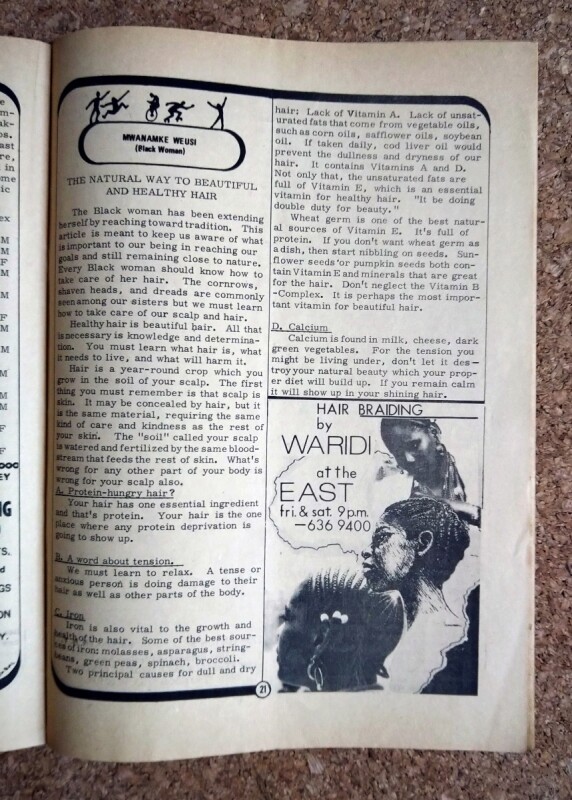 MWANAMKE WEUSI
(Black Woman)
THE NATURAL WAY TO BEAUTIFUL
AND HEALTHY HAIR
The Black woman has been extending
herself by reaching toward tradition. This
article is meant to keep us aware of what
is important to our being in reaching our
goals and still remaining close to nature.
Every Black woman should know how to
take care of her hair. The cornrows,
shaven heads, and dreads are commonly
seen among our sisters but we must learn
how to take care of our scalp and hair.
Healthy hair is beautiful hair. All that
is necessary is knowledge and determina-
tion. You must learn what hair is, what
it needs to live, and what will harm it.
Hair is a year-round crop which you
grow in the soil of your scalp. The first
thing you must remember is that scalp is
skin. It may be concealed by hair, but it
is the same material, requiring the same
kind of care and kindness as the rest of
your skin. The "soil" called your scalp
is watered and fertilized by the same blood-
stream that feeds the rest of skin. What's
wrong for any other part of your body is
wrong for your scalp also.
A. Protein-hungry hair?
Your hair has one essential ingredient
and that's protein. Your hair is the one
place where any protein deprivation is
going to show up.
B. A word about tension.
We must learn to relax. A tense or
anxious person is doing damage to their
hair as well as other parts of the body.
C. Iron
Iron is also vital to the growth and
health of the hair. Some of the best sour-
ces of iron: molasses, asparagus, string-
beans, green peas, spinach, broccoli.
Two principal causes for dull and dry
hair; Lack of Vitamin A. Lack of unsat-
urated fats that come from vegetable oils,
such as corn oils, safflower oils, soybean
oil. If taken daily, cod liver oil would
prevent the dullness and dryness of our
hair. It contains Vitamins A and D.
Not only that, the unsaturated fats are
full of Vitamin E, which is an essential
vitamin for healthy hair. "It be doing
double duty for beauty."
Wheat germ is one of the best natur-
al sources of Vitamin E. It's full of
protein. If you don't want wheat germ as
a dish, then start nibbling on seeds. Sun-
flower seeds or pumpkin seeds both con-
tain Vitamin E and minerals that are great
for the hair. Don't neglect the Vitamin B
-Complex. It is perhaps the most impor-
tant vitamin for beautiful hair.
D. Calcium
Calcium is found in milk, cheese, dark
green vegetables. For the tension you
might be living under, don't let it des-
troy your natural beauty which your prop-
er diet will build up. If you remain calm
it will show up in your shining hair.
HAIR BRAIDING
by
WARIDI
at the
EAST
fri. & sat. 9 p.m.
-636 9400
21